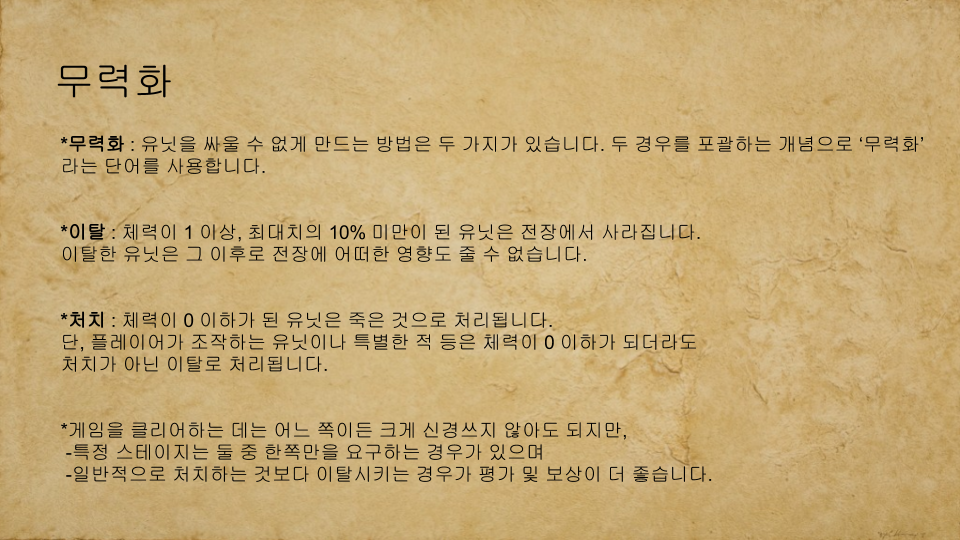 무력화
*무력화 : 유닛을 싸울 수 없게 만드는 방법은 두 가지가 있습니다. 두 경우를 포괄하는 개념으로 ‘무력화’
라는 단어를 사용합니다.
*이탈 : 체력이 1 이상, 최대치의 10% 미만이 된 유닛은 전장에서 사라집니다.
이탈한 유닛은 그 이후로 전장에 어떠한 영향도 줄 수 없습니다.
*처치 : 체력이 0 이하가 된 유닛은 죽은 것으로 처리됩니다.
단, 플레이어가 조작하는 유닛이나 특별한 적 등은 체력이 0 이하가 되더라도
처치가 아닌 이탈로 처리됩니다.
*게임을 클리어하는 데는 어느 쪽이든 크게 신경쓰지 않아도 되지만,
-특정 스테이지는 둘 중 한쪽만을 요구하는 경우가 있으며
-일반적으로 처치하는 것보다 이탈시키는 경우가 평가 및 보상이 더 좋습니다.